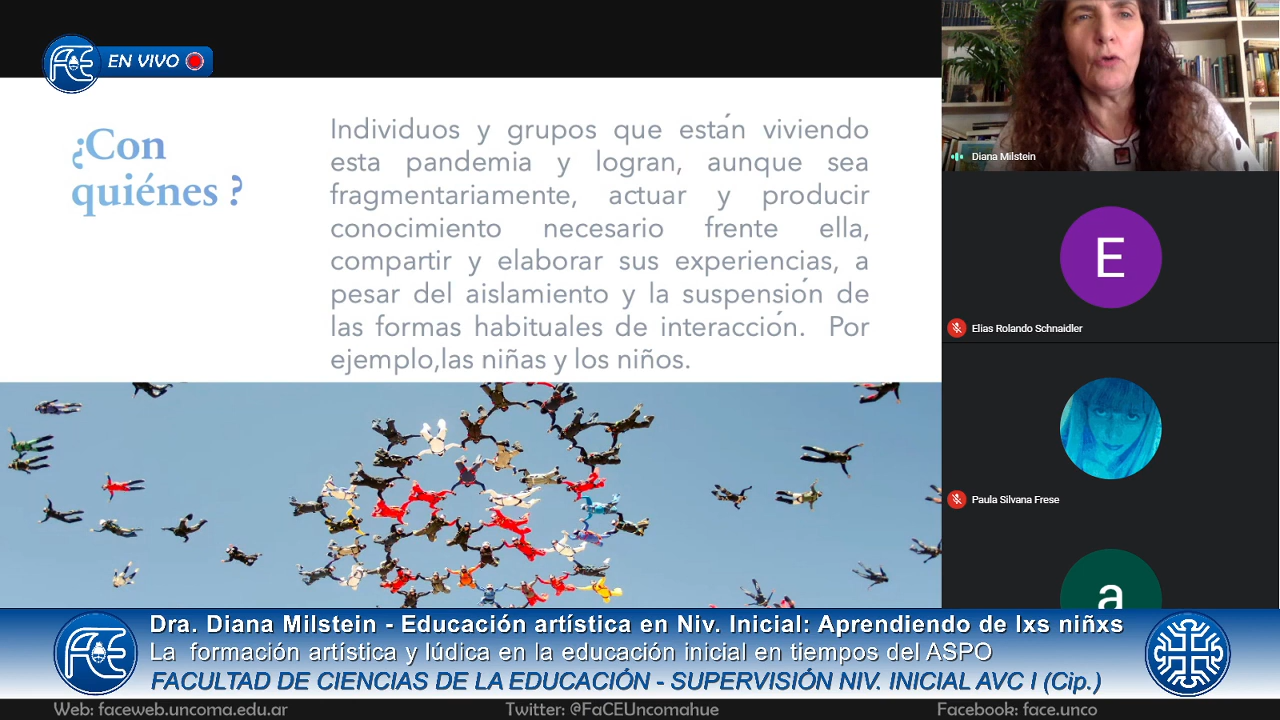 FCE EN VIVO
¿Con
quiénes ?
Individuos y grupos que están viviendo
esta pandemia y logran, aunque sea
fragmentariamente, actuar y producir
conocimiento necesario frente ella,
compartir y elaborar sus experiencias, a
pesar del aislamiento y la suspensión de
las formas habituales de interacción. Por
ejemplo,las niñas y los niños.
Diana Milstein
E
Elias Rolando Schnaidler
Paula Silvana Frese
a
FCE
Dra. Diana Milstein - Educación artística en Niv. Inicial: Aprendiendo de lxs niñxs
La formación artística y lúdica en la educación inicial en tiempos del ASPO
FACULTAD DE CIENCIAS DE LA EDUCACIÓN - SUPERVISIÓN NIV. INICIAL AVC I (Cip.)
Web: faceweb.uncoma.edu.ar
Twitter: @FaCEUncomahue
Facebook: face.unco